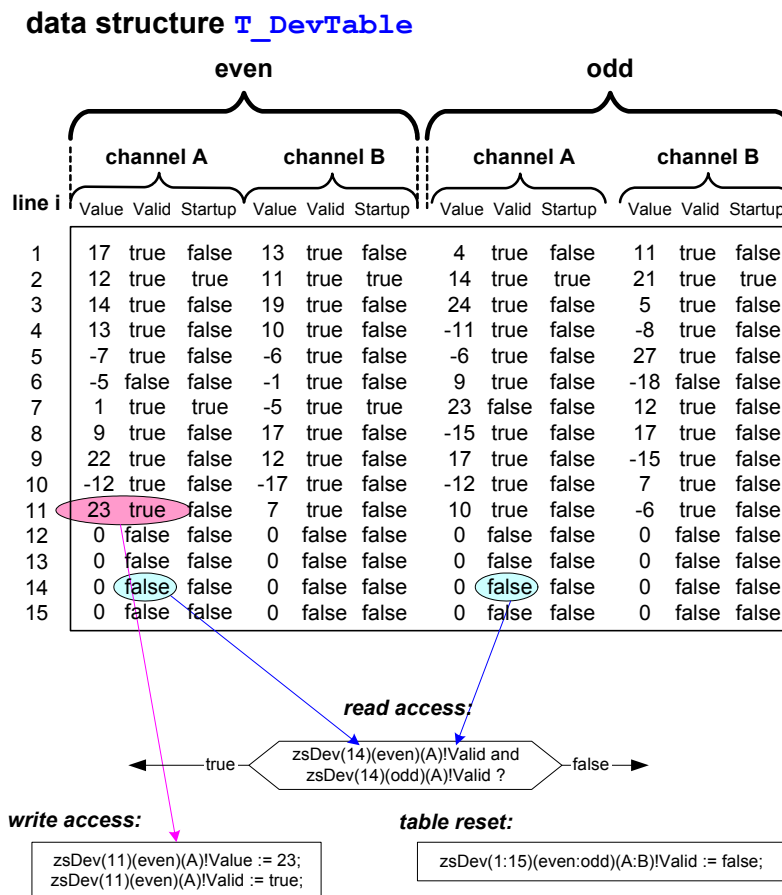 data structure T_DevTable
even odd
channel A channel B channel A channel B
line i Value Valid Startup Value Valid Startup Value Valid Startup Value Valid Startup
1 17 true false 13 true false 4 true false 11 true false
2 12 true true 11 true true 14 true true 21 true true
3 14 true false 19 true false 24 true false 5 true false
4 13 true false 10 true false -11 true false -8 true false
5 -7 true false -6 true false -6 true false 27 true false
6 -5 false false -1 true false 9 true false -18 false false
7 1 true true -5 true true 23 false false 12 true false
8 9 true false 17 true false -15 true false 17 true false
9 22 true false 12 true false 17 true false -15 true false
10 -12 true false -17 true false -12 true false 7 true false
11 23 true false 7 true false 10 true false -6 true false
12 0 false false 0 false false 0 false false 0 false false
13 0 false false 0 false false 0 false false 0 false false
14 0 false false 0 false false 0 false false 0 false false
15 0 false false 0 false false 0 false false 0 false false
read access:
zsDev(14)(even)(A)!Valid and
true zsDev(14)(odd)(A)!Valid ? false
write access: table reset:
zsDev(11)(even)(A)!Value := 23; zsDev(1:15)(even:odd)(A:B)!Valid := false;
zsDev(11)(even)(A)!Valid := true;